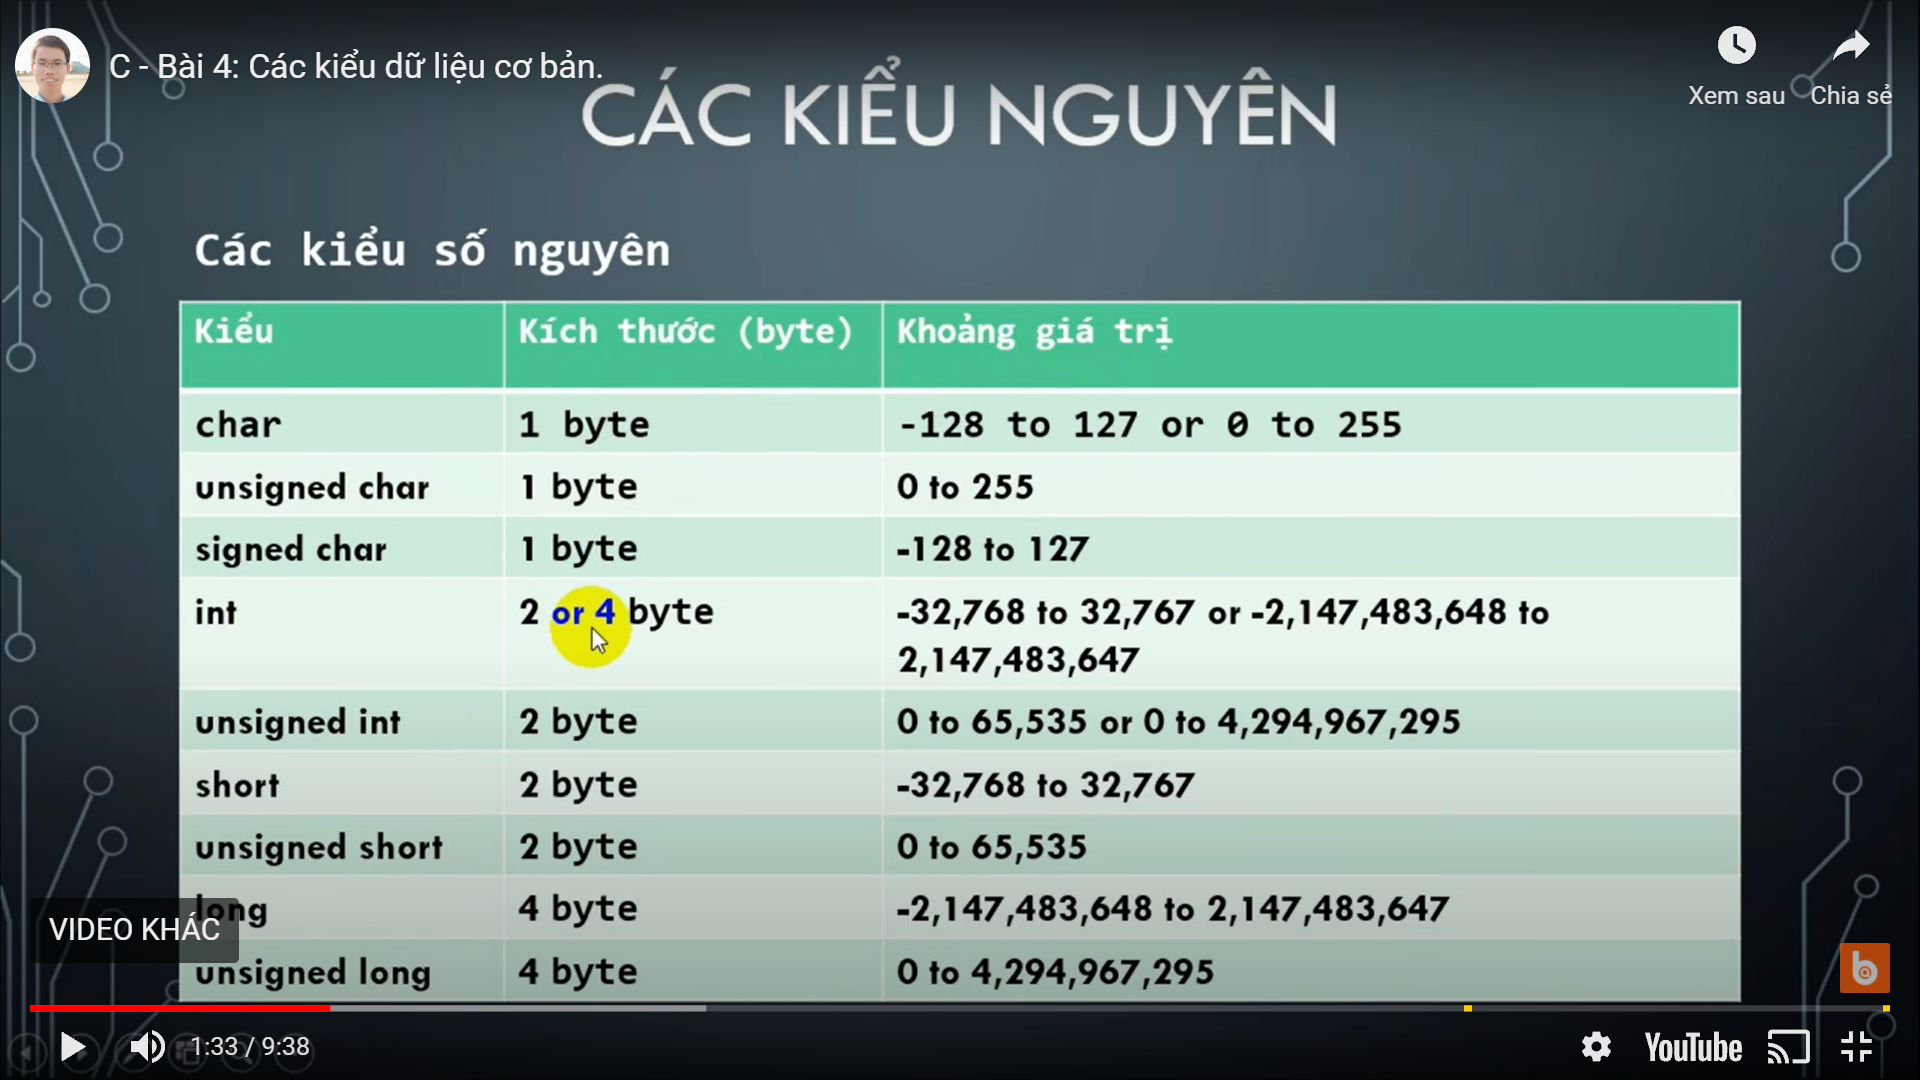 C - Bài 4: Các kiểu dữ liệu cơ bản.
Xem sau
Chia sẻ
CÁC KIỂU NGUYÊN
Các kiểu số nguyên
Kiểu Kích thước (byte) Khoảng giá trị
char 1 byte -128 to 127 or 0 to 255
unsigned char 1 byte 0 to 255
signed char 1 byte -128 to 127
int 2 or 4 byte -32,768 to 32,767 or -2,147,483,648 to
2,147,483,647
unsigned int 2 byte 0 to 65,535 or 0 to 4,294,967,295
short 2 byte -32,768 to 32,767
unsigned short 2 byte 0 to 65,535
long 4 byte -2,147,483,648 to 2,147,483,647
VIDEO KHÁC
unsigned long 4 byte 0 to 4,294,967,295
1:33 / 9:38
YouTube